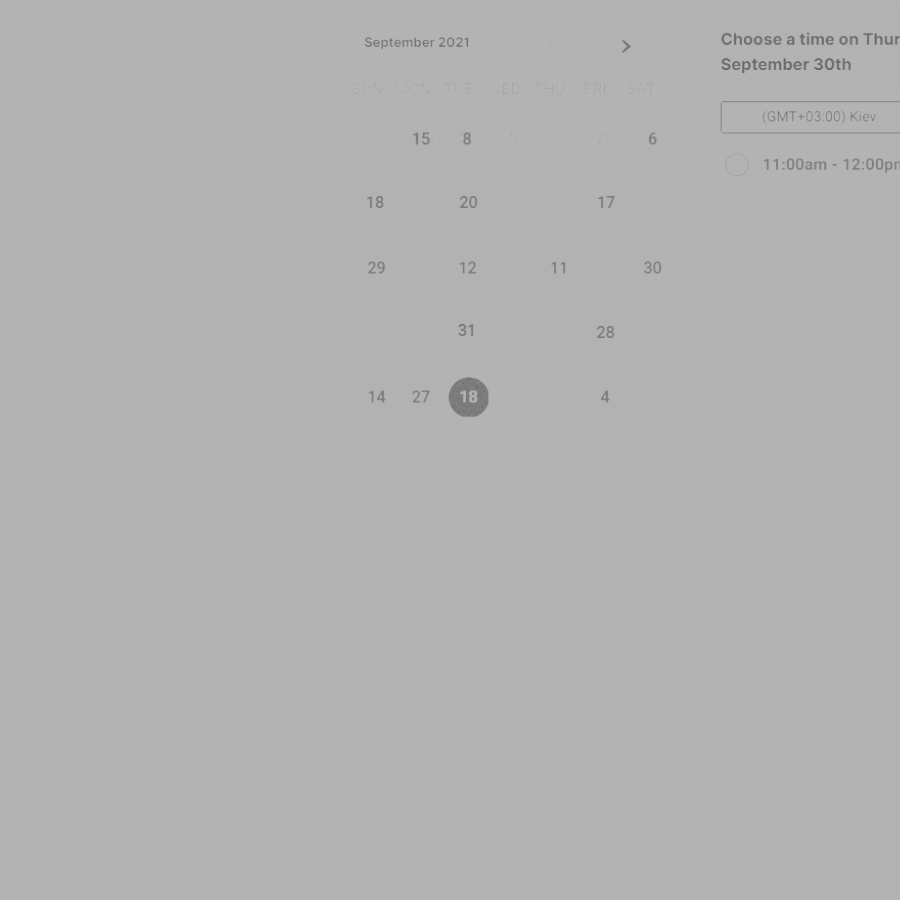 September 2021
Choose a time on Thur
September 30th
SUN MON TUE WED THU FRI SAT
(GMT+03:00) Kiev
15 8 5 28 6
11:00am - 12:00pm
18 20 17
29 12 11 30
31 28
14 27 18 4